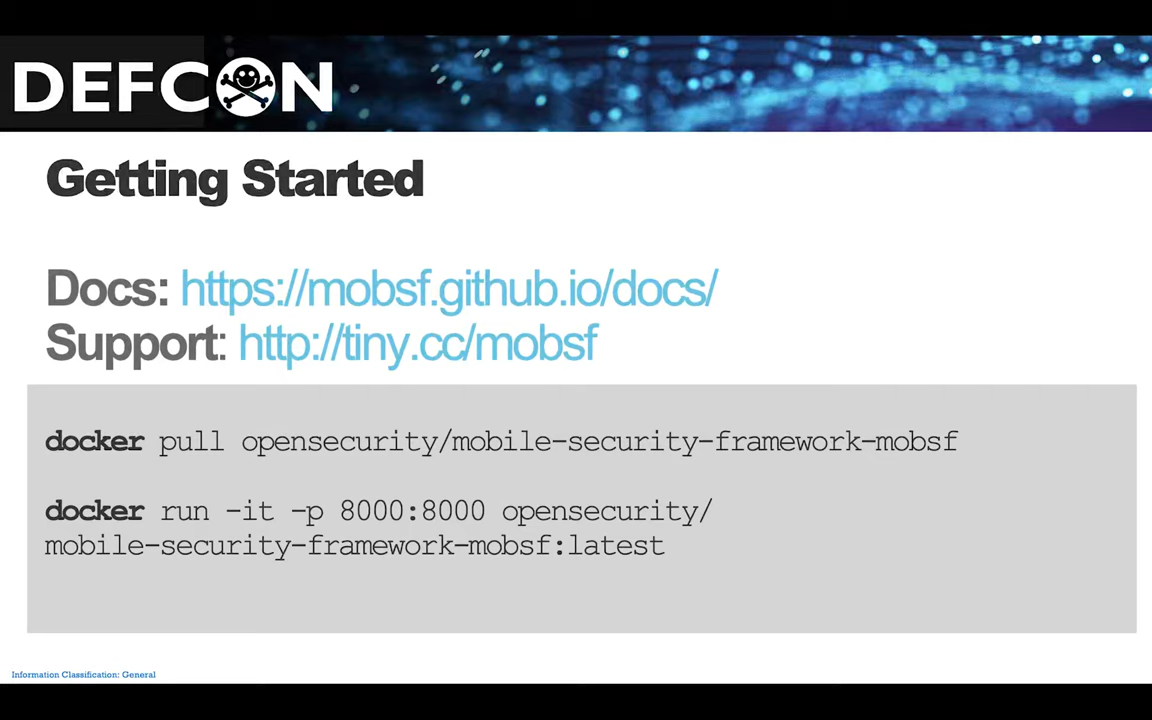 DEFCON
Getting Started
Docs: https://mobsf.github.io/docs/
Support: http://tiny.cc/mobsf
docker pull opensecurity/mobile-security-framework-mobsf
docker run -it -p 8000:8000 opensecurity/
mobile-security-framework-mobsf:latest
Information Classification: General